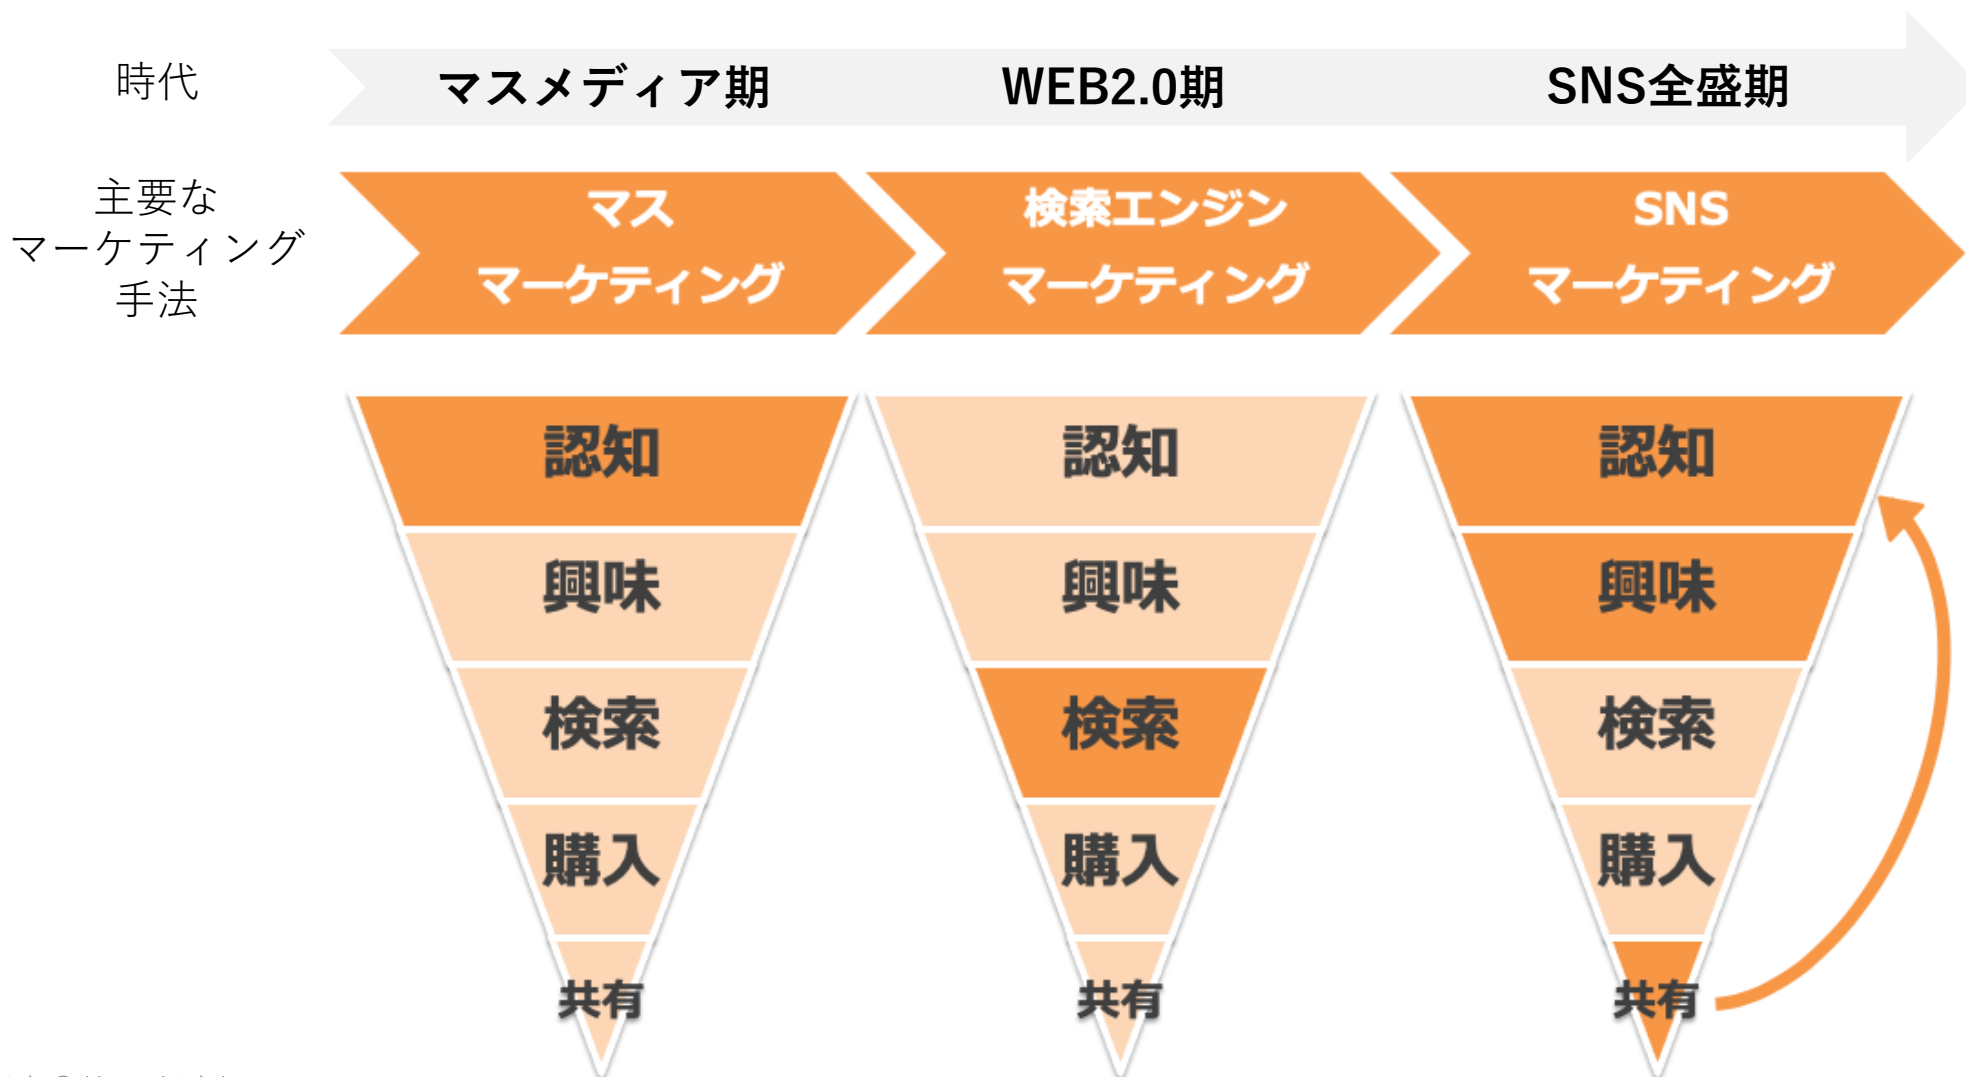 時代
マスメディア期
WEB2.0期
SNS全盛期
主要な
マーケティング
手法
マス
マーケティング
検索エンジン
マーケティング
SNS
マーケティング
認知
興味
検索
購入
共有
認知
興味
検索
購入
共有
認知
興味
検索
購入
共有